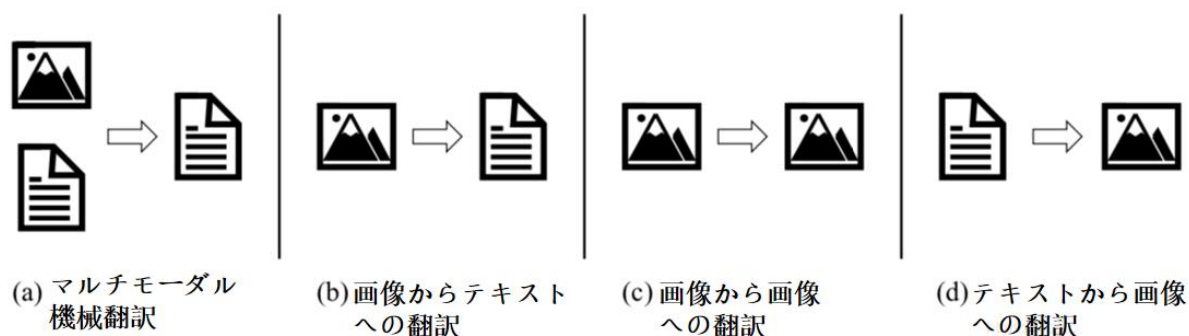 (a) マルチモーダル
機械翻訳
(b) 画像からテキスト
への翻訳
(c) 画像から画像
への翻訳
(d) テキストから画像
への翻訳